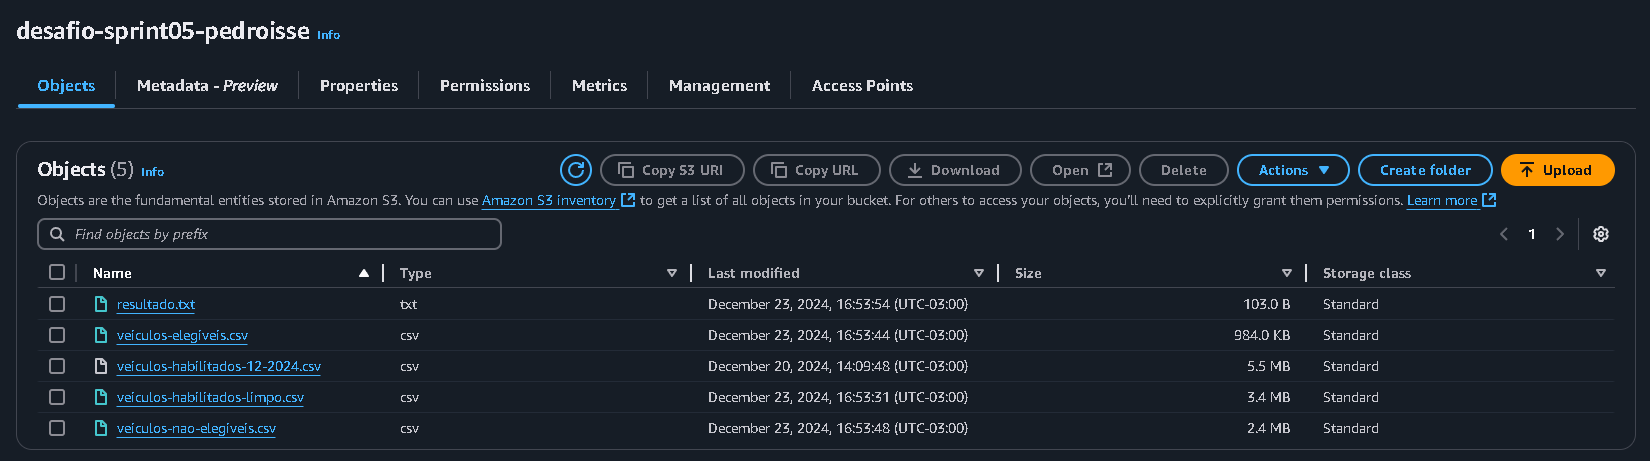 desafio-sprint05-pedroisse Info
Objects Metadata - Preview Properties Permissions Metrics Management Access Points
Objects (5) Info Copy S3 URI Copy URL Download Open Delete Actions Create folder Upload
Objects are the fundamental entities stored in Amazon S3. You can use Amazon S3 inventory to get a list of all objects in your bucket. For others to access your objects, you'll need to explicitly grant them permissions. Learn more
Find objects by prefix 1
Name Type Last modified Size Storage class
resultado.txt txt December 23, 2024, 16:53:54 (UTC-03:00) 103.0 B Standard
veiculos-elegiveis.csv csv December 23, 2024, 16:53:44 (UTC-03:00) 984.0 KB Standard
veiculos-habilitados-12-2024.csv csv December 20, 2024, 14:09:48 (UTC-03:00) 5.5 MB Standard
veiculos-habilitados-limpo.csv csv December 23, 2024, 16:53:31 (UTC-03:00) 3.4 MB Standard
veiculos-nao-elegiveis.csv csv December 23, 2024, 16:53:48 (UTC-03:00) 2.4 MB Standard